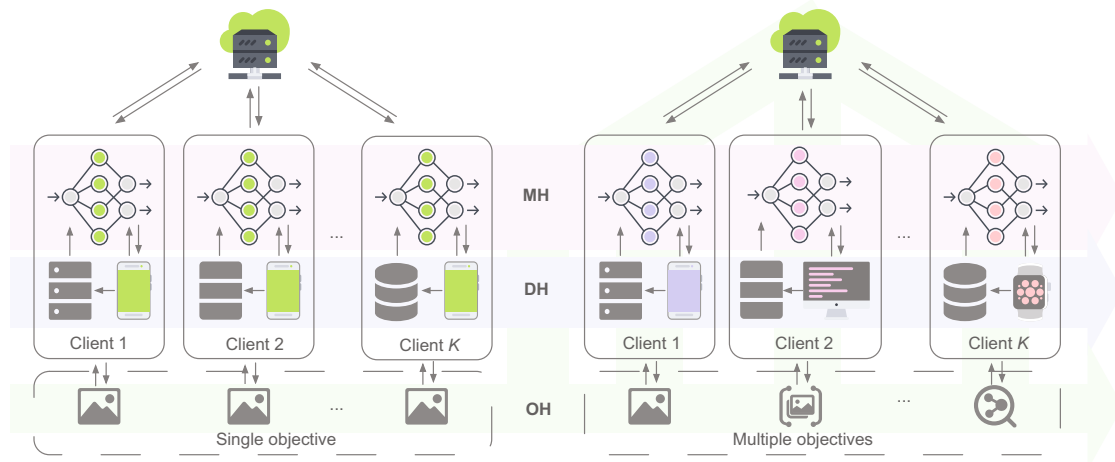 MH
...
...
DH
Client 1
Client 2
Client K
Client 1
Client 2
Client K
...
OH
...
Single objective
Multiple objectives